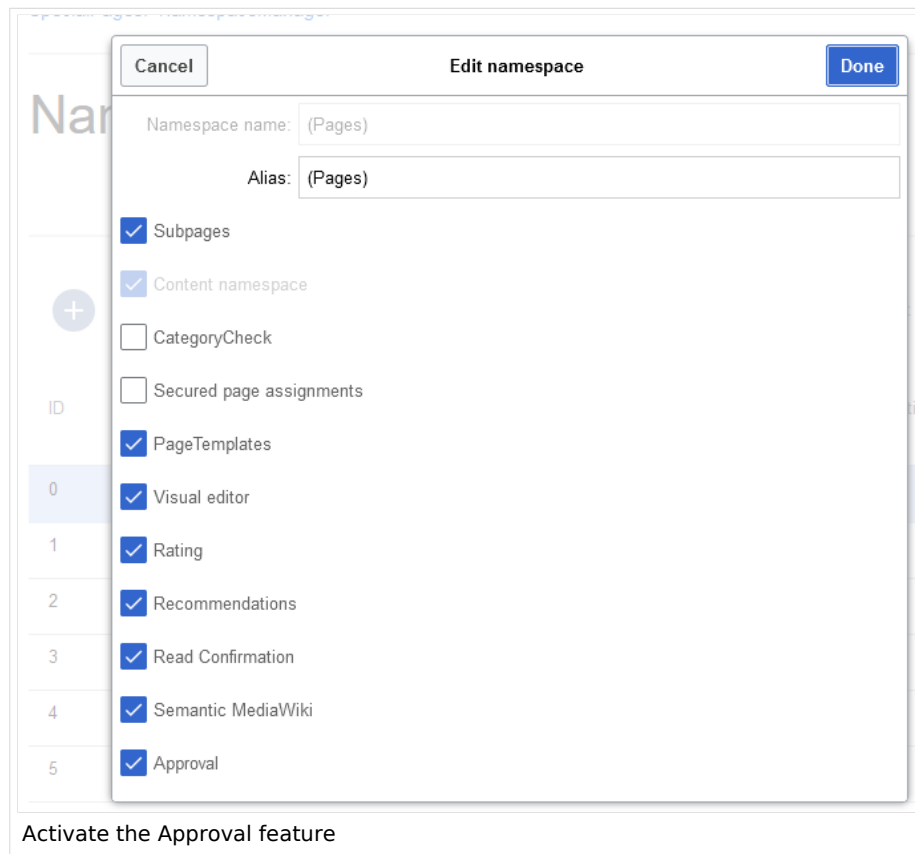 Cancel Edit namespace Done
Nar
Namespace name: (Pages)
Alias: (Pages)
Subpages
Content namespace
CategoryCheck
Secured page assignments
ID
PageTemplates
0
Visual editor
1
Rating
2
Recommendations
3
Read Confirmation
4
Semantic MediaWiki
5
Approval
Activate the Approval feature